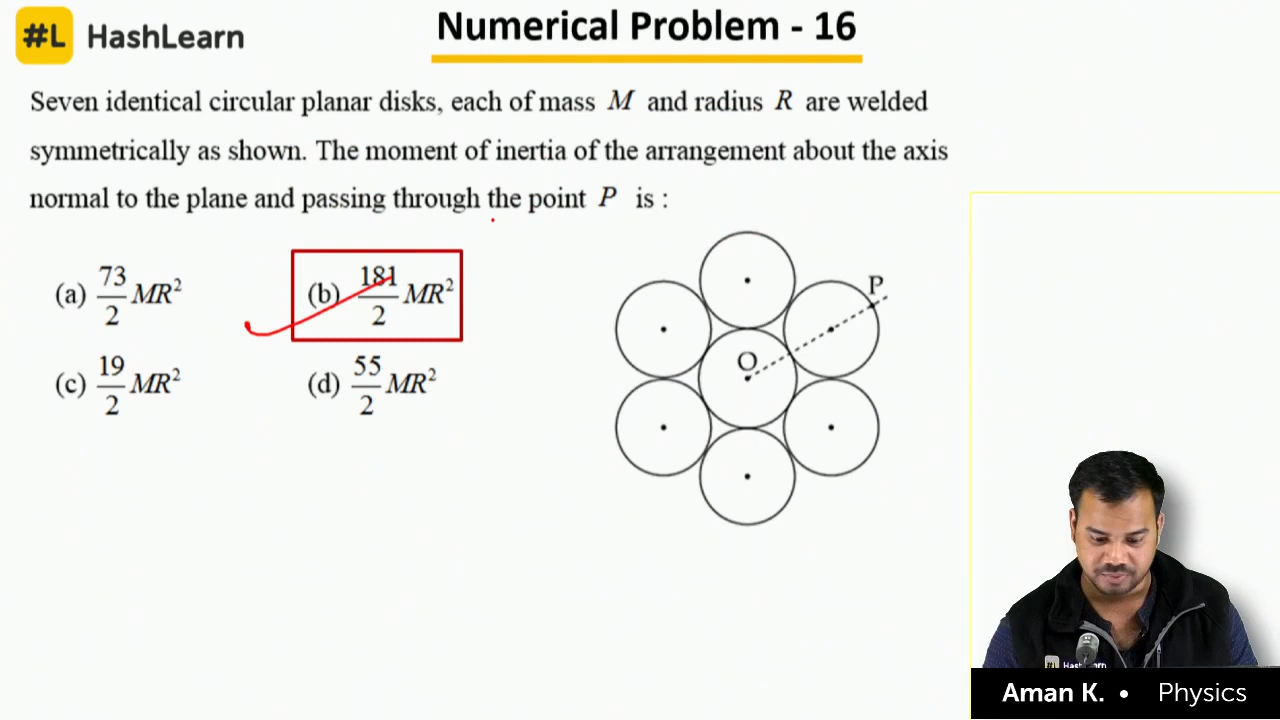 #L HashLearn
Numerical Problem - 16
Seven identical circular planar disks, each of mass M and radius R are welded
symmetrically as shown. The moment of inertia of the arrangement about the axis
normal to the plane and passing through the point P is :
(a) 73/2 MR²
(b) 181/2 MR²
(c) 19/2 MR²
(d) 55/2 MR²
P
O
#L HashLearn
Aman K. • Physics